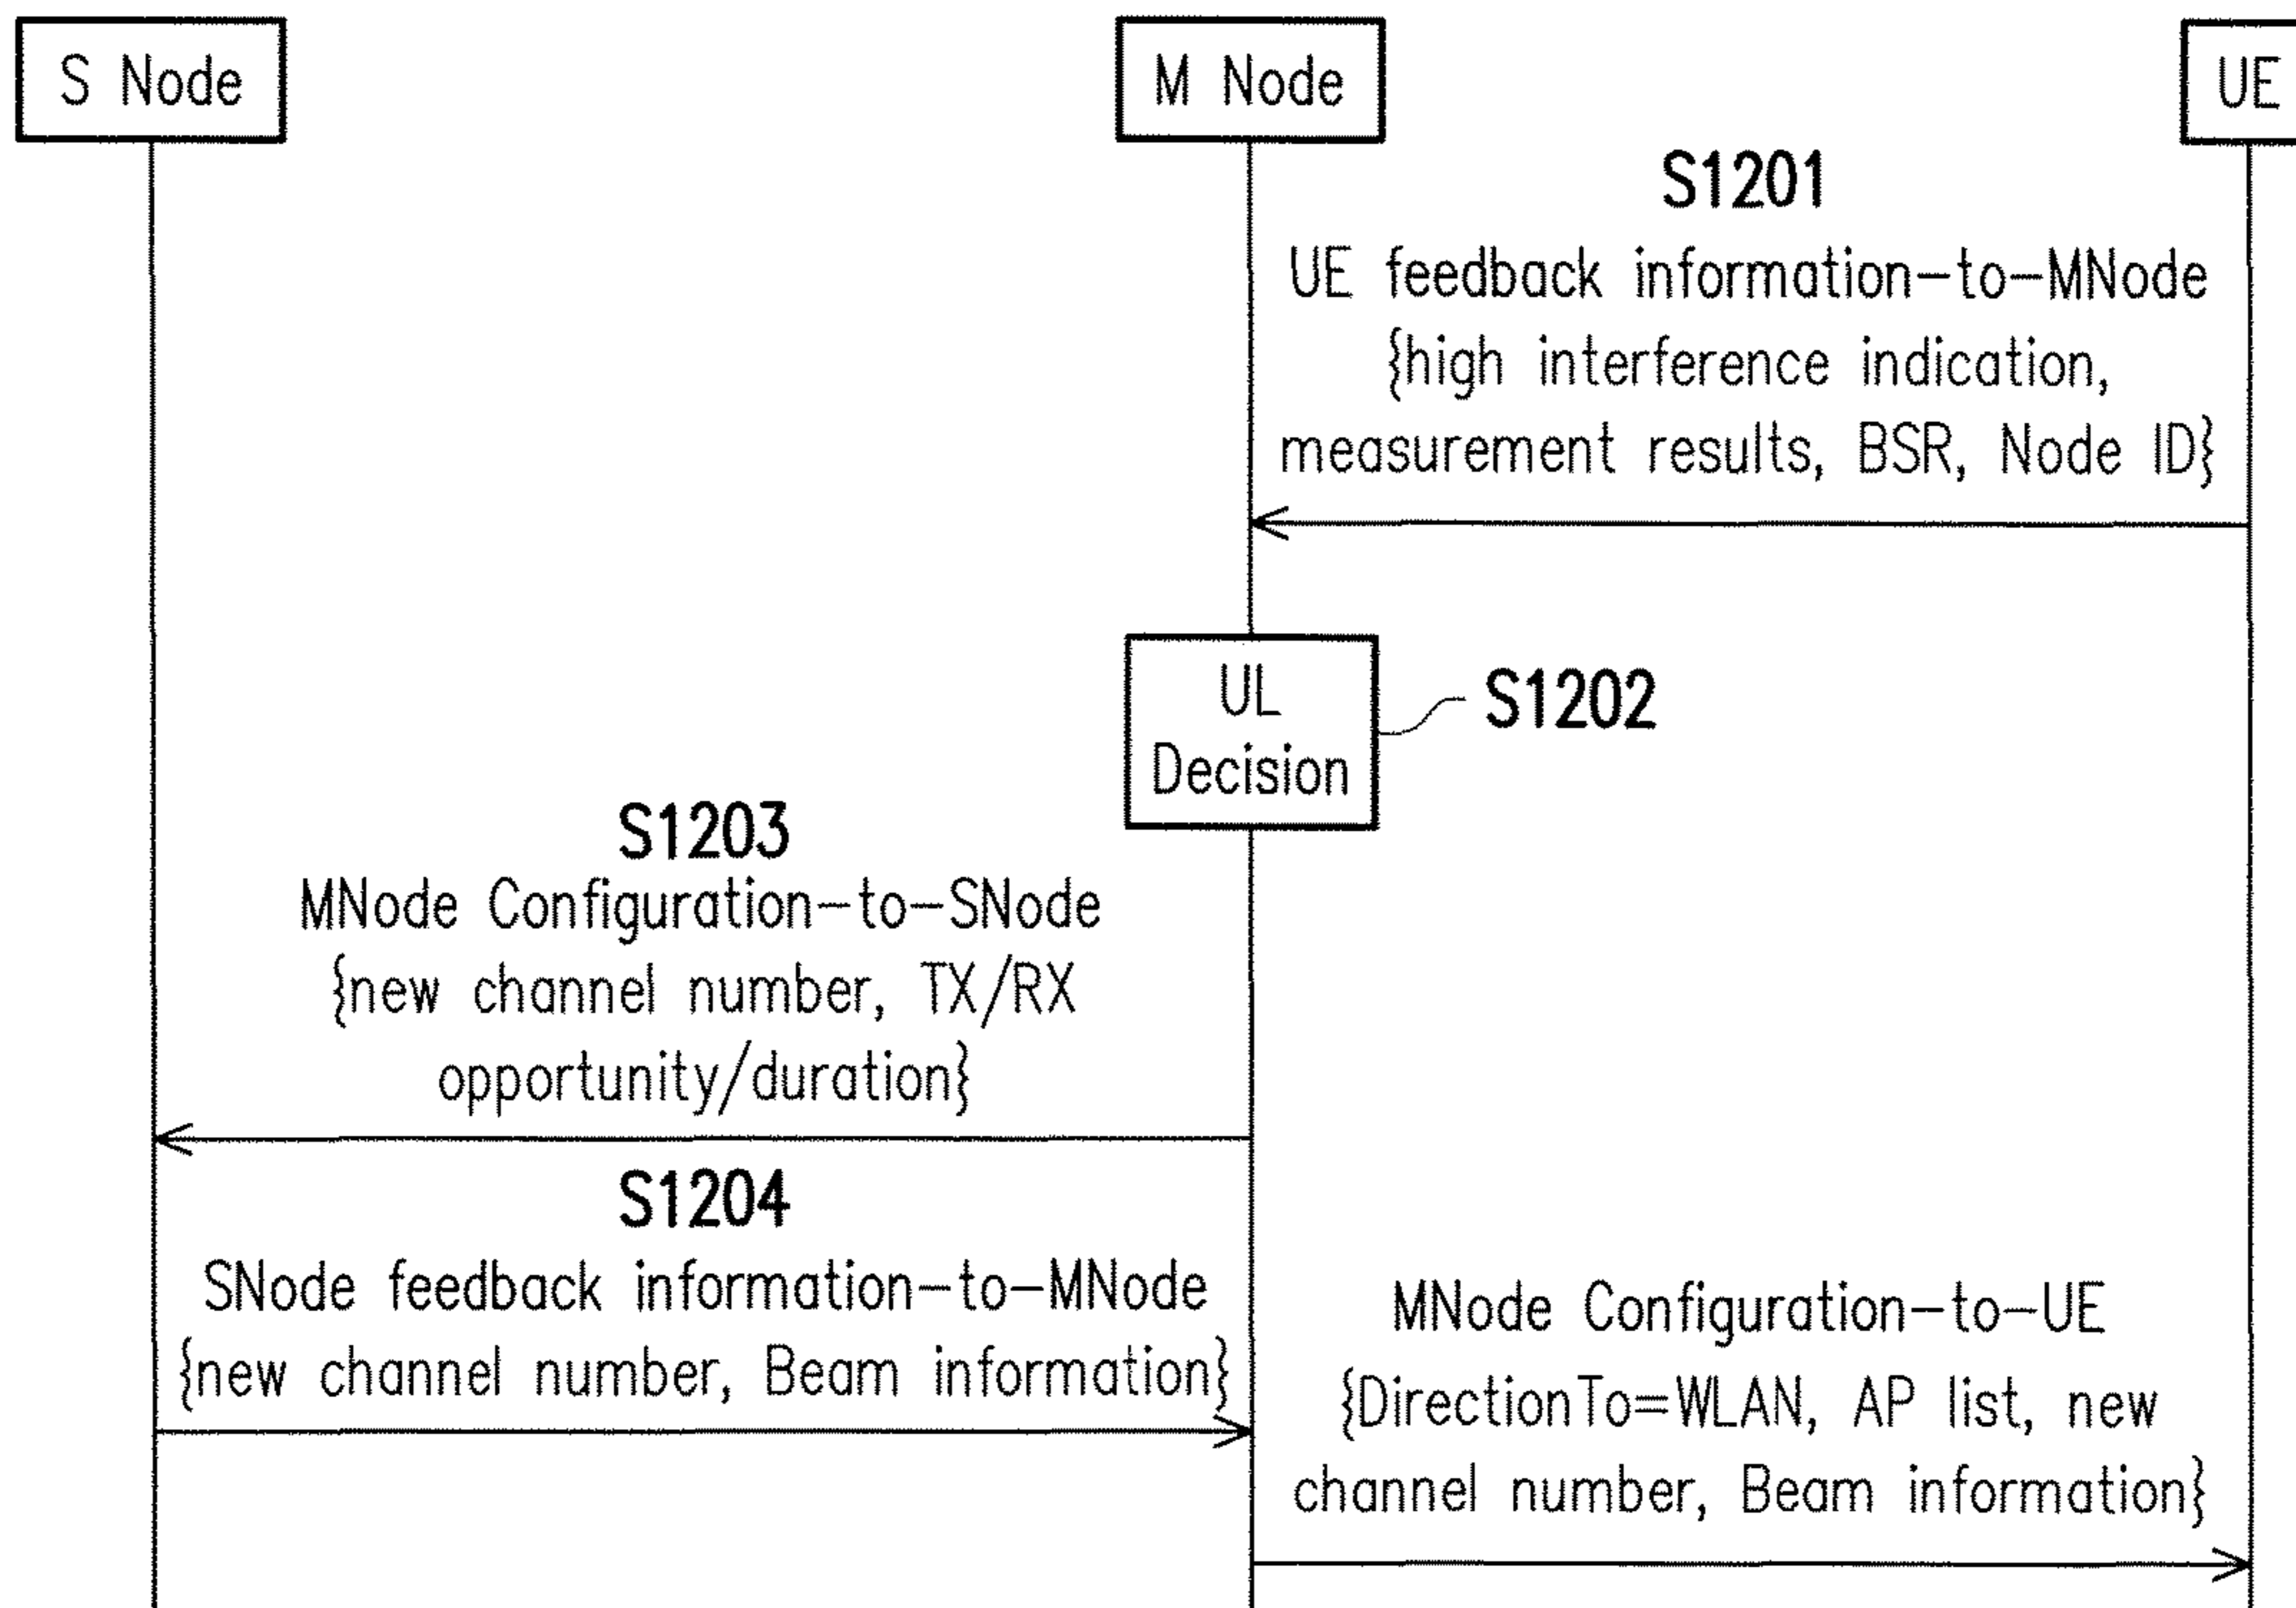 S Node
M Node
UE
S1201
UE feedback information-to-MNode
{high interference indication,
measurement results, BSR, Node ID}
UL
Decision
S1202
S1203
MNode Configuration-to-SNode
{new channel number, TX/RX
opportunity/duration}
S1204
SNode feedback information-to-MNode
{new channel number, Beam information}
MNode Configuration-to-UE
{DirectionTo=WLAN, AP list, new
channel number, Beam information}